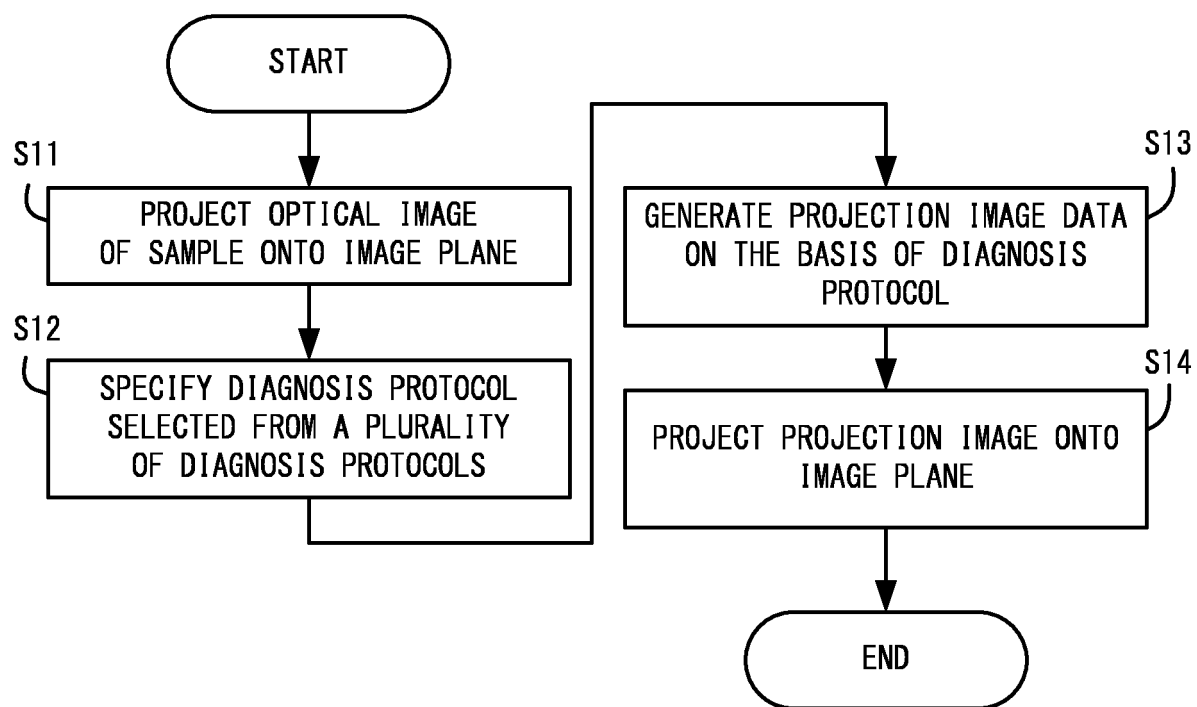 START
S11
PROJECT OPTICAL IMAGE
OF SAMPLE ONTO IMAGE PLANE
S12
SPECIFY DIAGNOSIS PROTOCOL
SELECTED FROM A PLURALITY
OF DIAGNOSIS PROTOCOLS
S13
GENERATE PROJECTION IMAGE DATA
ON THE BASIS OF DIAGNOSIS
PROTOCOL
S14
PROJECT PROJECTION IMAGE ONTO
IMAGE PLANE
END